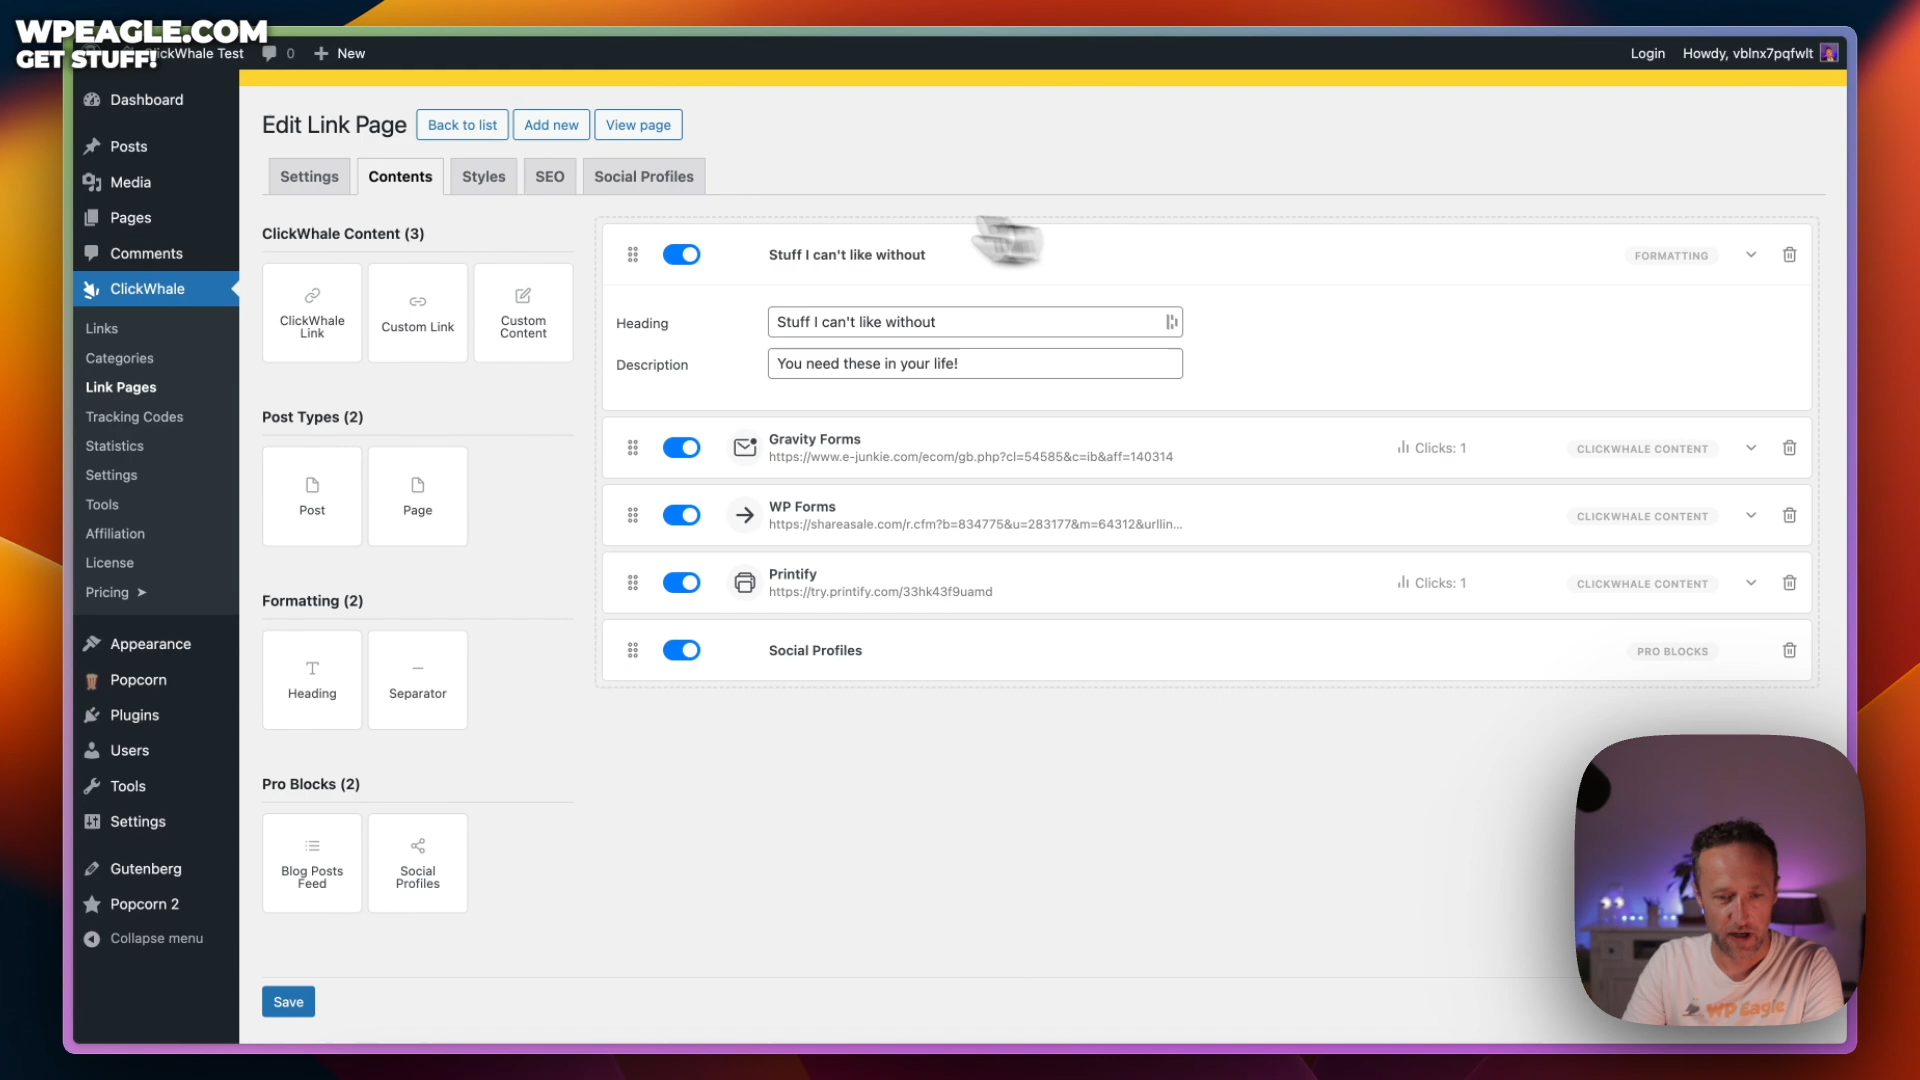 WPEAGLE.COM
GET STUFF!
ClickWhale Test
0
New
Login
Howdy, vblnx7pqfwlt
Dashboard
Posts
Media
Pages
Comments
ClickWhale
Links
Categories
Link Pages
Tracking Codes
Statistics
Settings
Tools
Affiliation
License
Pricing ➤
Appearance
Popcorn
Plugins
Users
Tools
Settings
Gutenberg
Popcorn 2
Collapse menu
Edit Link Page
Back to list
Add new
View page
Settings
Contents
Styles
SEO
Social Profiles
ClickWhale Content (3)
ClickWhale
Link
Custom Link
Custom
Content
Post Types (2)
Post
Page
Formatting (2)
Heading
Separator
Pro Blocks (2)
Blog Posts
Feed
Social
Profiles
Save
Stuff I can't like without
FORMATTING
Heading
Stuff I can't like without
Description
You need these in your life!
Gravity Forms
https://www.e-junkie.com/ecom/gb.php?cl=54585&c=ib&aff=140314
Clicks: 1
CLICKWHALE CONTENT
WP Forms
https://shareasale.com/r.cfm?b=834775&u=283177&m=64312&urllin...
CLICKWHALE CONTENT
Printify
https://try.printify.com/33hk43f9uamd
Clicks: 1
CLICKWHALE CONTENT
Social Profiles
PRO BLOCKS
WP Eagle